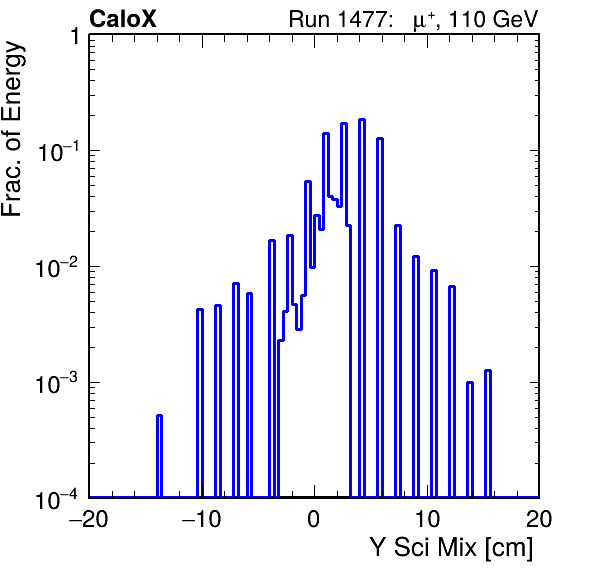 CaloX Run 1477: μ⁺, 110 GeV
Frac. of Energy
1
10⁻¹
10⁻²
10⁻³
10⁻⁴
−20 −10 0 10 20
Y Sci Mix [cm]